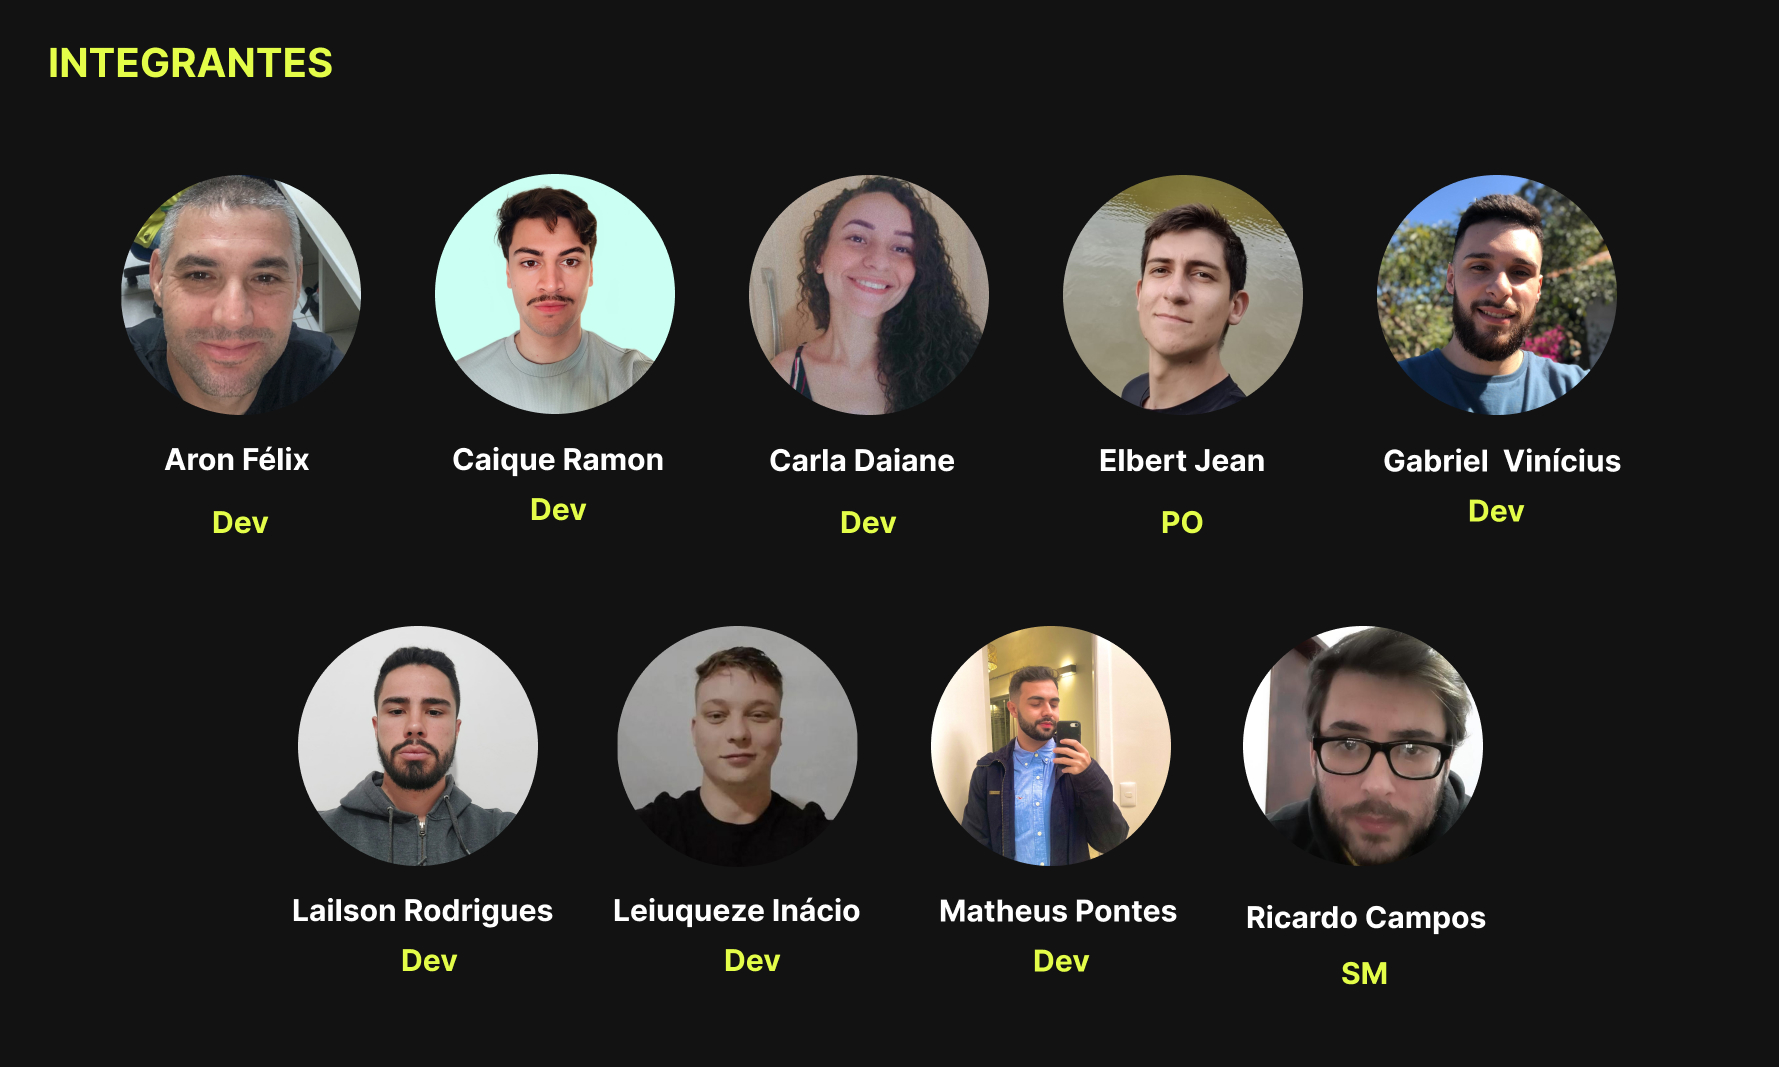 INTEGRANTES
Aron Félix
Caique Ramon
Carla Daiane
Elbert Jean
Gabriel  Vinícius
Dev
Dev
Dev
PO
Dev
Lailson Rodrigues
Leiuqueze Inácio
Matheus Pontes
Ricardo Campos
Dev
Dev
Dev
SM